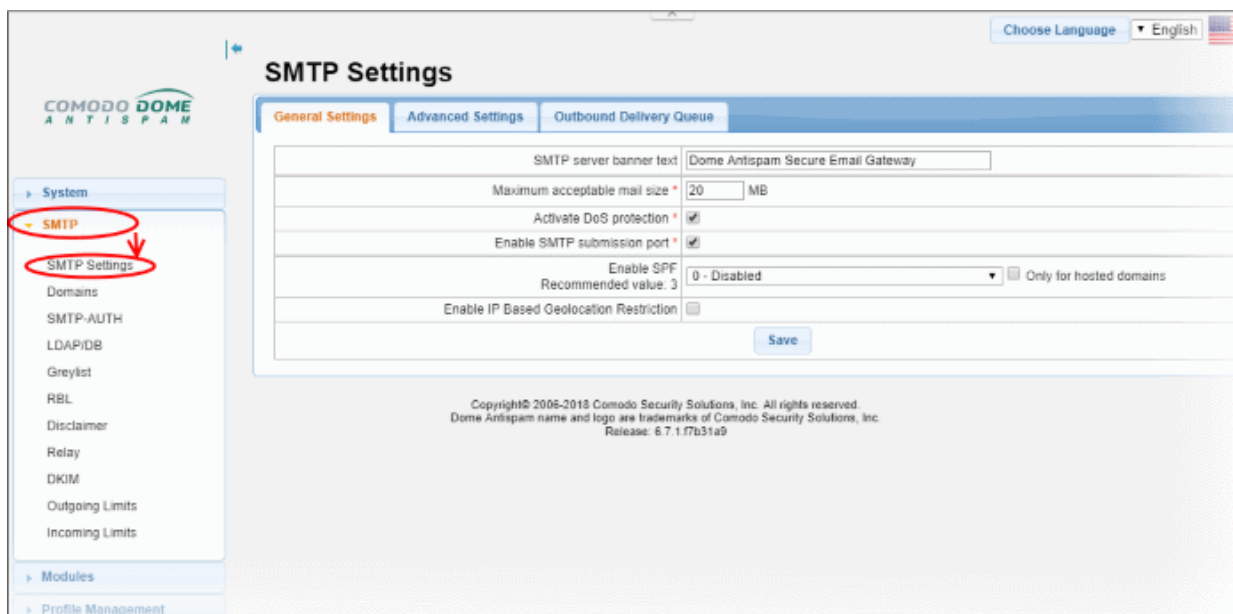 Choose Language
English
COMODO DOME
ANTISPAM
System
SMTP
SMTP Settings
Domains
SMTP-AUTH
LDAP/DB
Greylist
RBL
Disclaimer
Relay
DKIM
Outgoing Limits
Incoming Limits
Modules
Profile Management
SMTP Settings
General Settings
Advanced Settings
Outbound Delivery Queue
SMTP server banner text Dome Antispam Secure Email Gateway
Maximum acceptable mail size * 20 MB
Activate DoS protection *
Enable SMTP submission port *
Enable SPF
Recommended value: 3
0 - Disabled
Only for hosted domains
Enable IP Based Geolocation Restriction
Save
Copyright© 2006-2018 Comodo Security Solutions, Inc. All rights reserved.
Dome Antispam name and logo are trademarks of Comodo Security Solutions, Inc.
Release: 6.7.1.f7b31a9